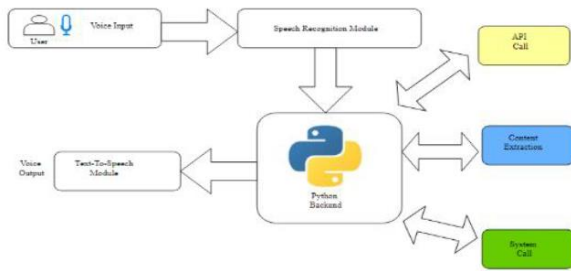 Voice Input
User
Speech Recognition Module
API
Call
Voice
Output
Text-To-Speech
Module
Python
Backend
Content
Extraction
System
Call